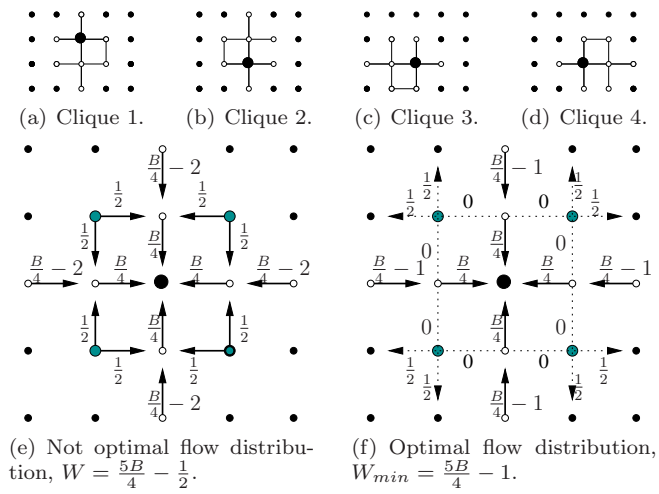 (a) Clique 1. (b) Clique 2. (c) Clique 3. (d) Clique 4.
B/4 − 2
1/2 1/2
1/2 B/4 1/2
B/4 − 2 B/4 B/4 B/4 − 2
1/2 B/4 1/2
1/2 1/2
B/4 − 2
(e) Not optimal flow distribu-
tion, W = 5B/4 − 1/2.
B/4 − 1
1/2 1/2
1/2 0 0 1/2
0 B/4 0
B/4 − 1 B/4 B/4 B/4 − 1
0 B/4 0
1/2 0 0 1/2
1/2 1/2
B/4 − 1
(f) Optimal flow distribution,
W_min = 5B/4 − 1.